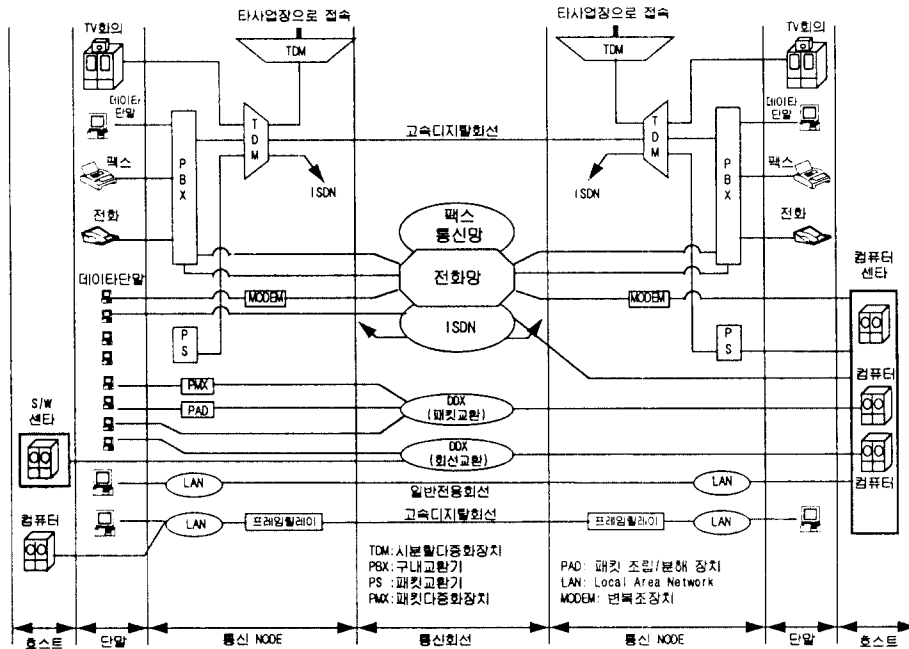 타사업장으로 접속
타사업장으로 접속
TV회의
TDM
TDM
TV회의
데이타
단말
PBX
TDM
고속디지탈회선
TDM
PBX
데이타
단말
팩스
ISDN
ISDN
팩스
전화
팩스
통신망
전화
전화망
컴퓨터
센타
데이타단말
MODEM
MODEM
ISDN
PS
PS
컴퓨터
PMX
S/W
센타
PAD
DDX
(패킷교환)
DDX
(회선교환)
컴퓨터
LAN
일반전용회선
LAN
고속디지탈회선
컴퓨터
LAN
프레임릴레이
프레임릴레이
LAN
TDM:시분할다중화장치
PBX:구내교환기
PS :패킷교환기
PMX:패킷다중화장치
PAD: 패킷 조립/분해 장치
LAN: Local Area Network
MODEM: 변복조장치
호스트
단말
통신 NODE
통신회선
통신 NODE
단말
호스트